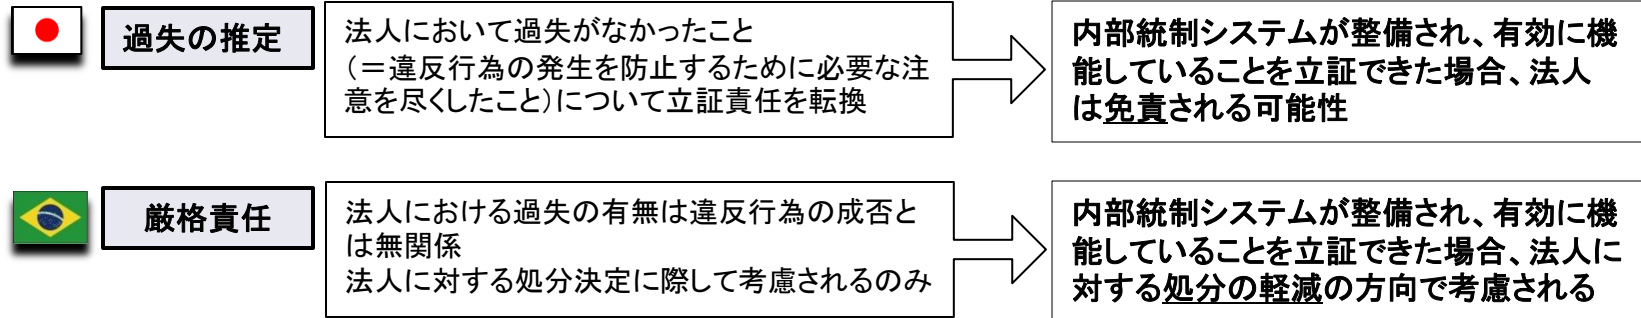 過失の推定
法人において過失がなかったこと
(=違反行為の発生を防止するために必要な注
意を尽くしたこと)について立証責任を転換
内部統制システムが整備され、有効に機
能していることを立証できた場合、法人
は免責される可能性
厳格責任
法人における過失の有無は違反行為の成否と
は無関係
法人に対する処分決定に際して考慮されるのみ
内部統制システムが整備され、有効に機
能していることを立証できた場合、法人に
対する処分の軽減の方向で考慮される